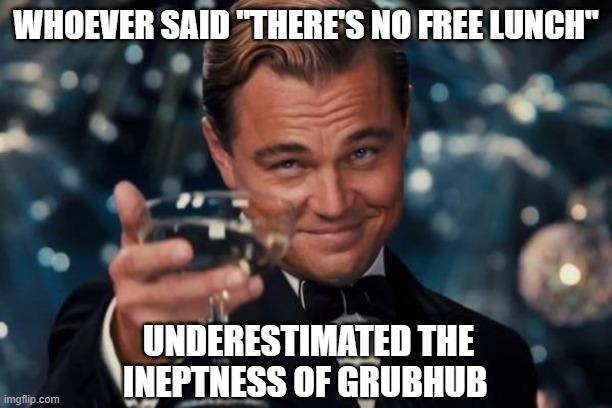 WHOEVER SAID "THERE'S NO FREE LUNCH"
UNDERESTIMATED THE
INEPTNESS OF GRUBHUB
imgflip.com